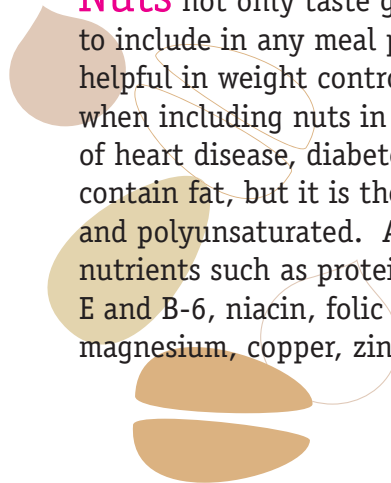 Nuts not only taste g
to include in any meal p
helpful in weight contro
when including nuts in
of heart disease, diabet
contain fat, but it is the
and polyunsaturated. A
nutrients such as protei
E and B-6, niacin, folic
magnesium, copper, zin